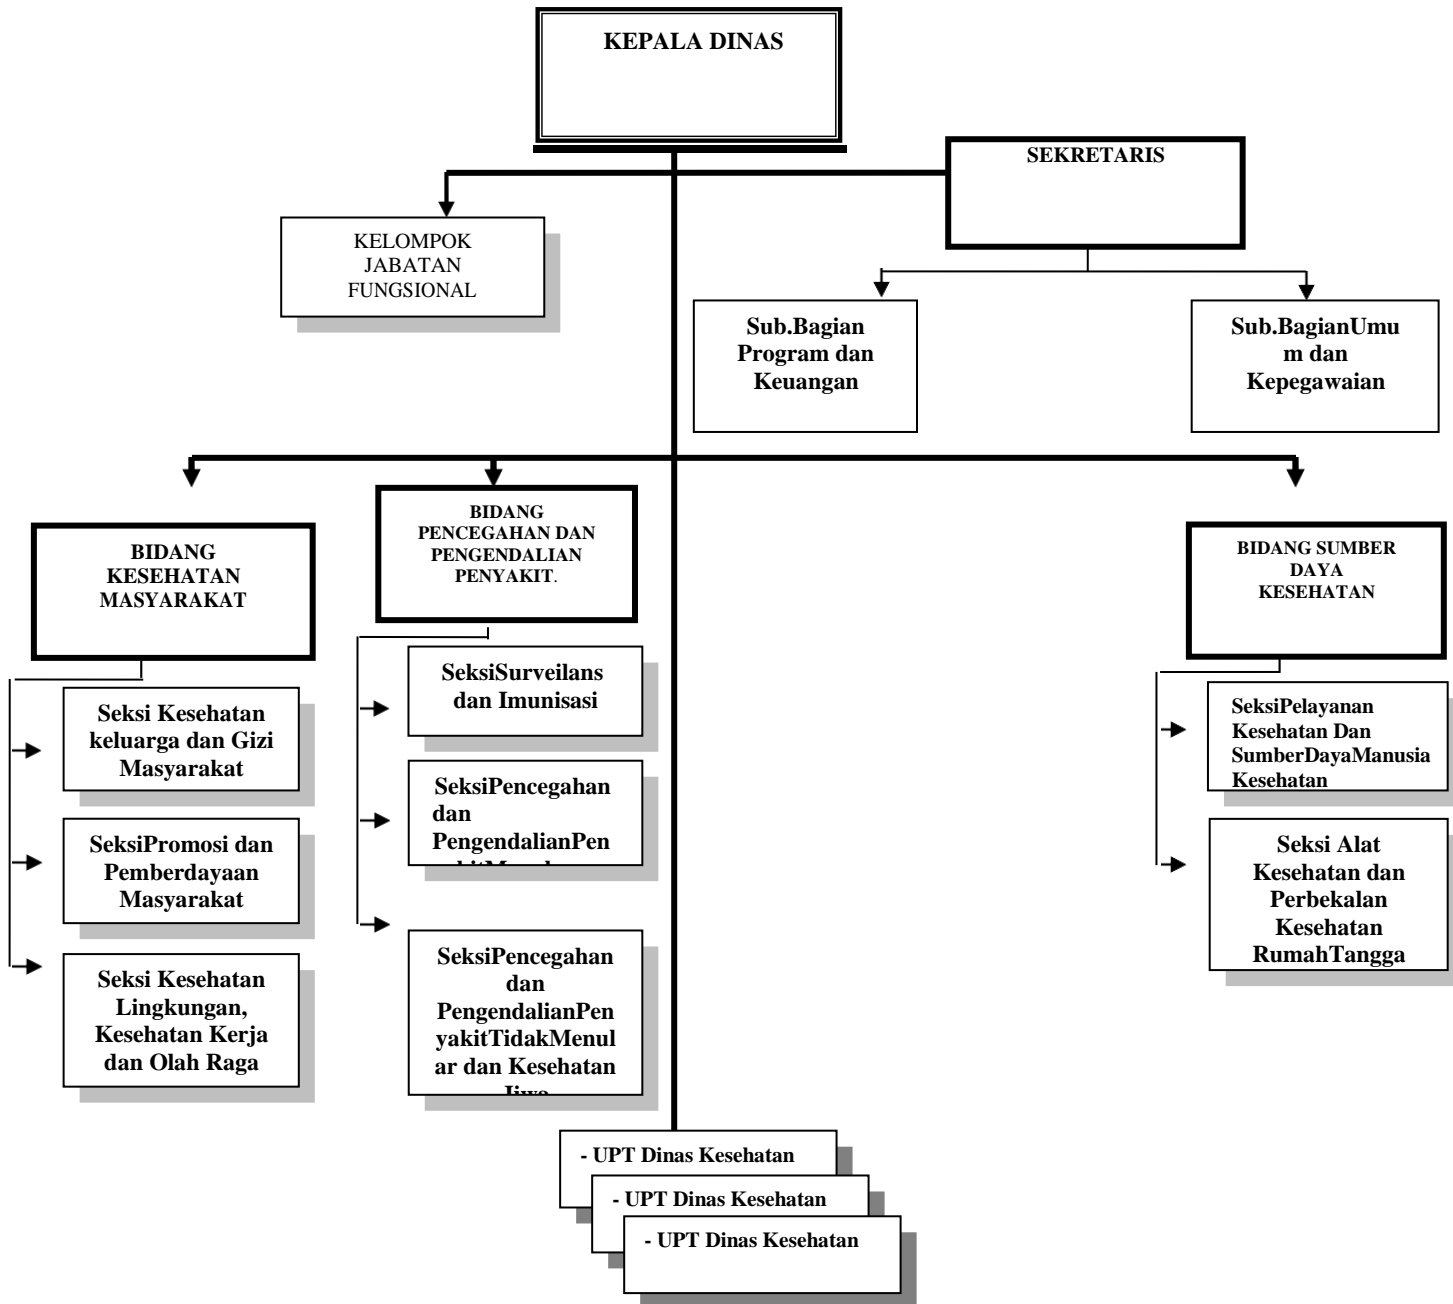 KEPALA DINAS
SEKRETARIS
KELOMPOK
JABATAN
FUNGSIONAL
Sub.Bagian
Program dan
Keuangan
Sub.BagianUmu
m dan
Kepegawaian
BIDANG
KESEHATAN
MASYARAKAT
BIDANG
PENCEGAHAN DAN
PENGENDALIAN
PENYAKIT.
BIDANG SUMBER
DAYA
KESEHATAN
Seksi Kesehatan
keluarga dan Gizi
Masyarakat
SeksiPromosi dan
Pemberdayaan
Masyarakat
Seksi Kesehatan
Lingkungan,
Kesehatan Kerja
dan Olah Raga
SeksiSurveilans
dan Imunisasi
SeksiPencegahan
dan
PengendalianPen
SeksiPencegahan
dan
PengendalianPen
yakitTidakMenul
ar dan Kesehatan
SeksiPelayanan
Kesehatan Dan
SumberDayaManusia
Kesehatan
Seksi Alat
Kesehatan dan
Perbekalan
Kesehatan
RumahTangga
- UPT Dinas Kesehatan
- UPT Dinas Kesehatan
- UPT Dinas Kesehatan